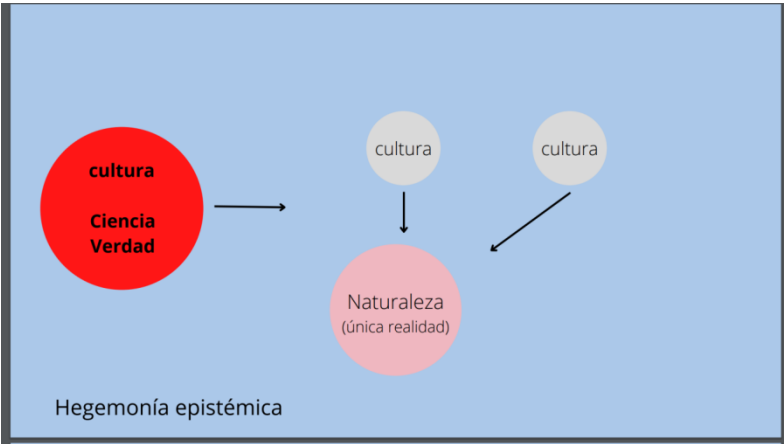 cultura
Ciencia
Verdad
cultura
cultura
Naturaleza
(única realidad)
Hegemonía epistémica